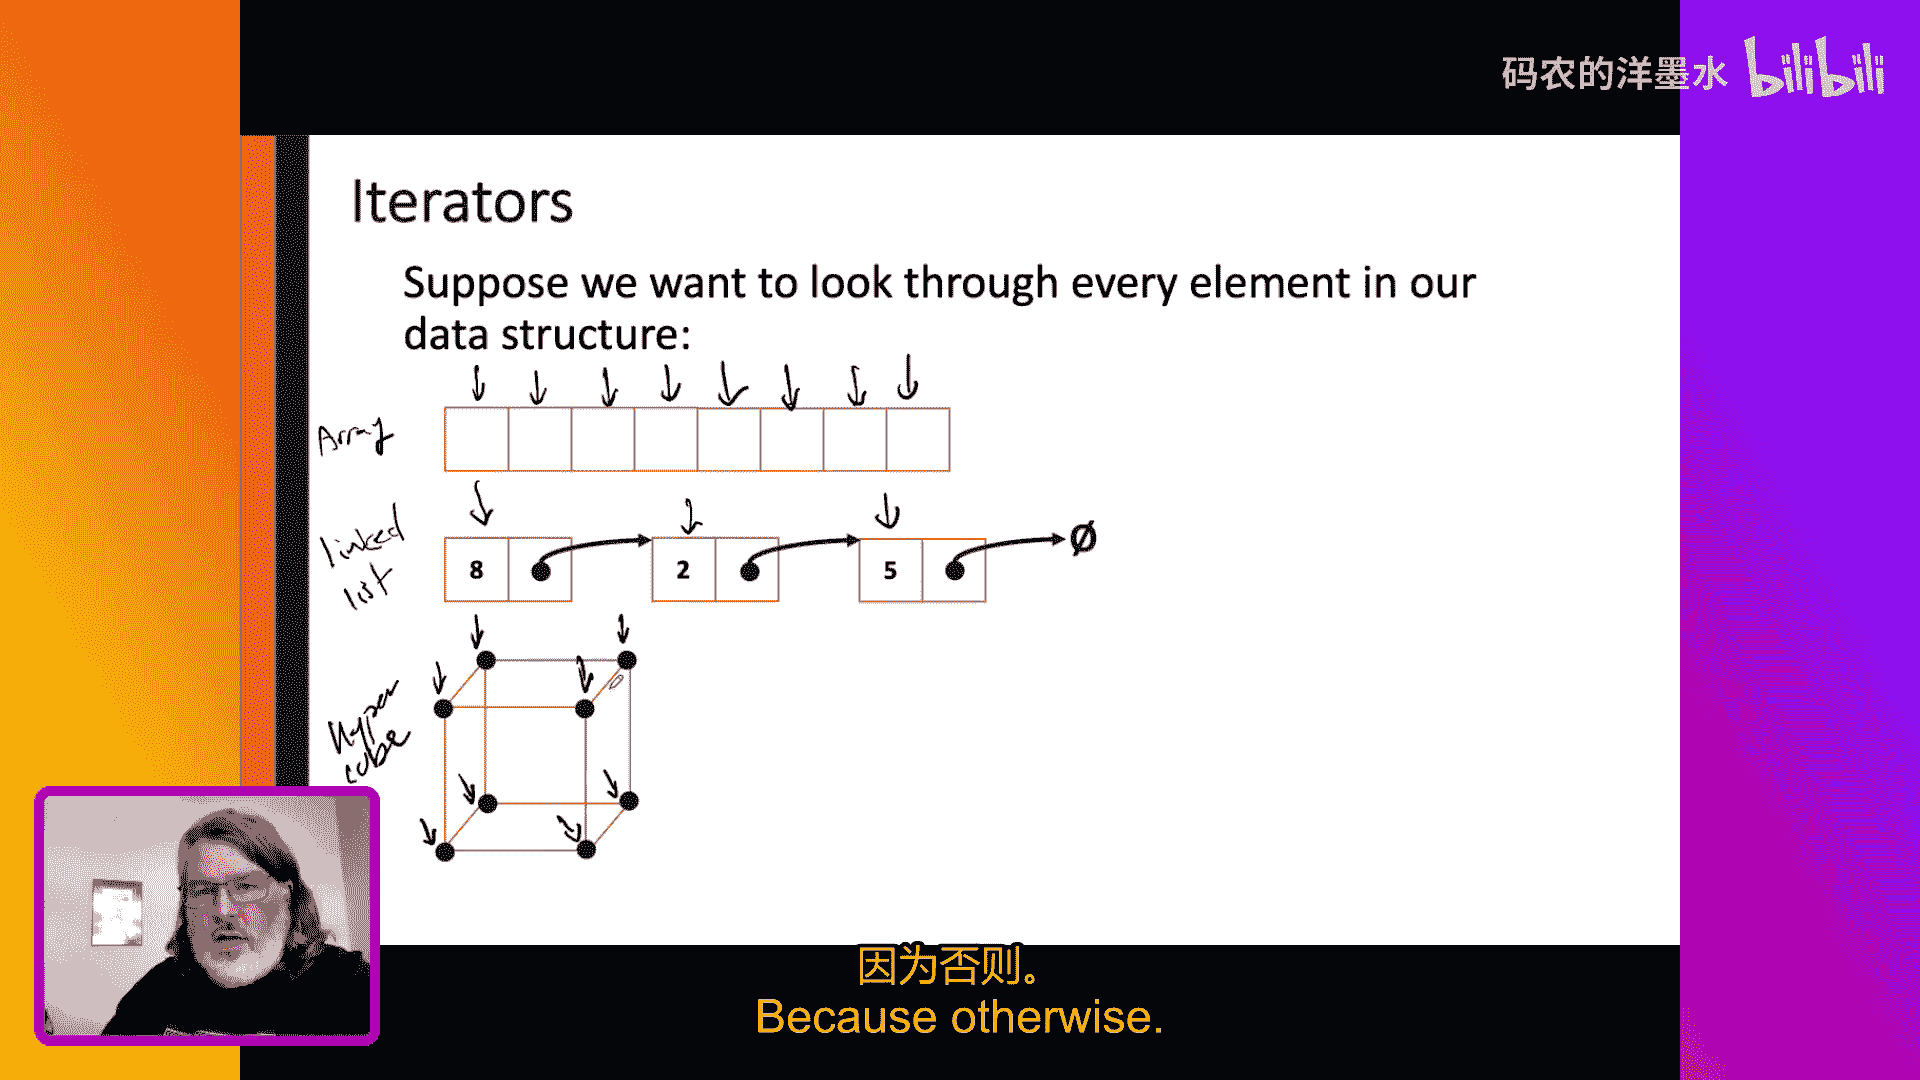 码农的洋墨水 bilibili
Iterators
Suppose we want to look through every element in our
data structure:
Array
linked
list
8
2
5
Ø
Hyper
cube
因为否则。
Because otherwise.